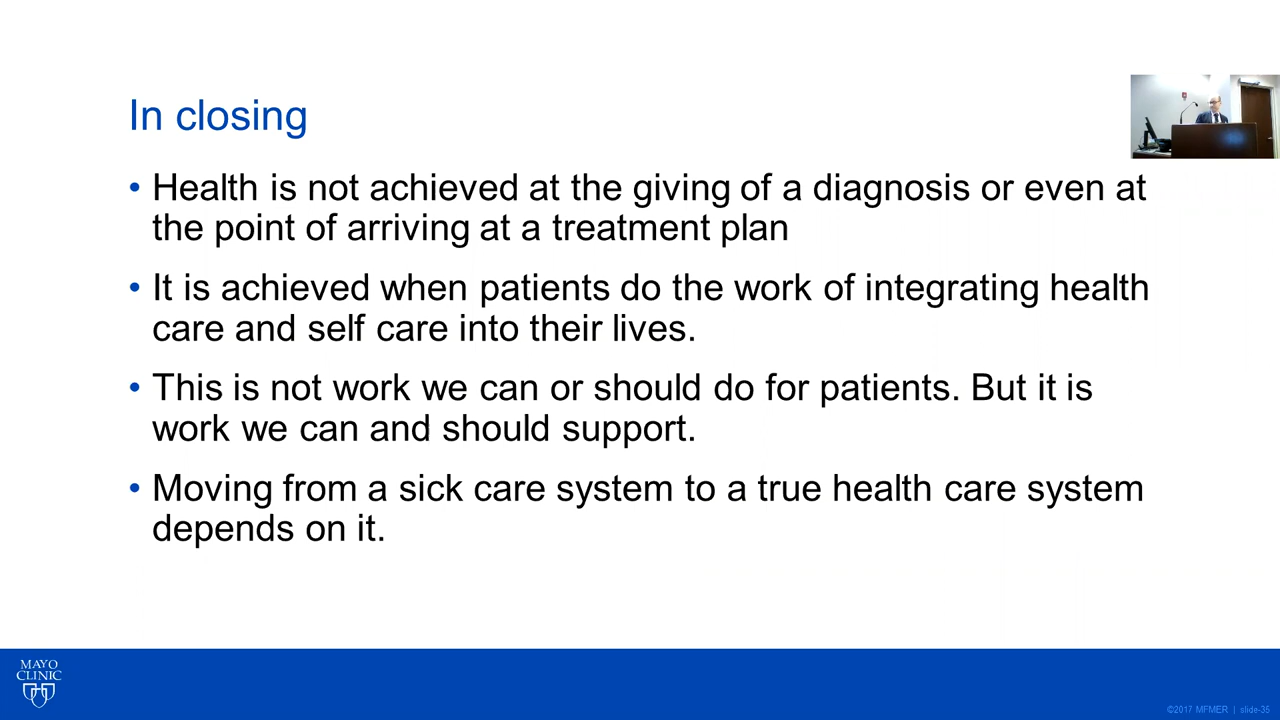 In closing
• Health is not achieved at the giving of a diagnosis or even at
the point of arriving at a treatment plan
• It is achieved when patients do the work of integrating health
care and self care into their lives.
• This is not work we can or should do for patients. But it is
work we can and should support.
• Moving from a sick care system to a true health care system
depends on it.
MAYO
CLINIC
©2017 MFMER | slide-35